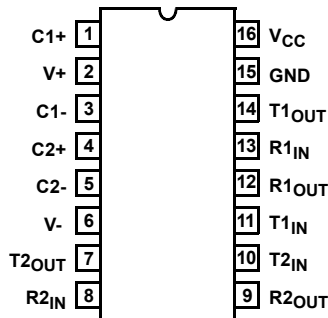 C1+ 1 16 VCC
V+ 2 15 GND
C1- 3 14 T1OUT
C2+ 4 13 R1IN
C2- 5 12 R1OUT
V- 6 11 T1IN
T2OUT 7 10 T2IN
R2IN 8 9 R2OUT